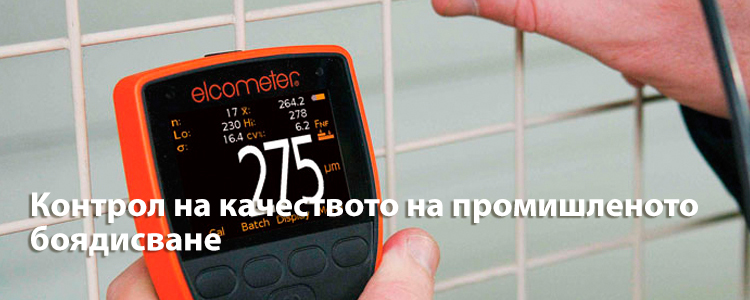 elcometer®
n: 17 x̄: 264.2
Lo: 230 Hi: 278
σ: 16.4 cv%: 6.2 FNF
275 µm
Контрол на качеството на промишленото
боядисване
Cal Batch Display